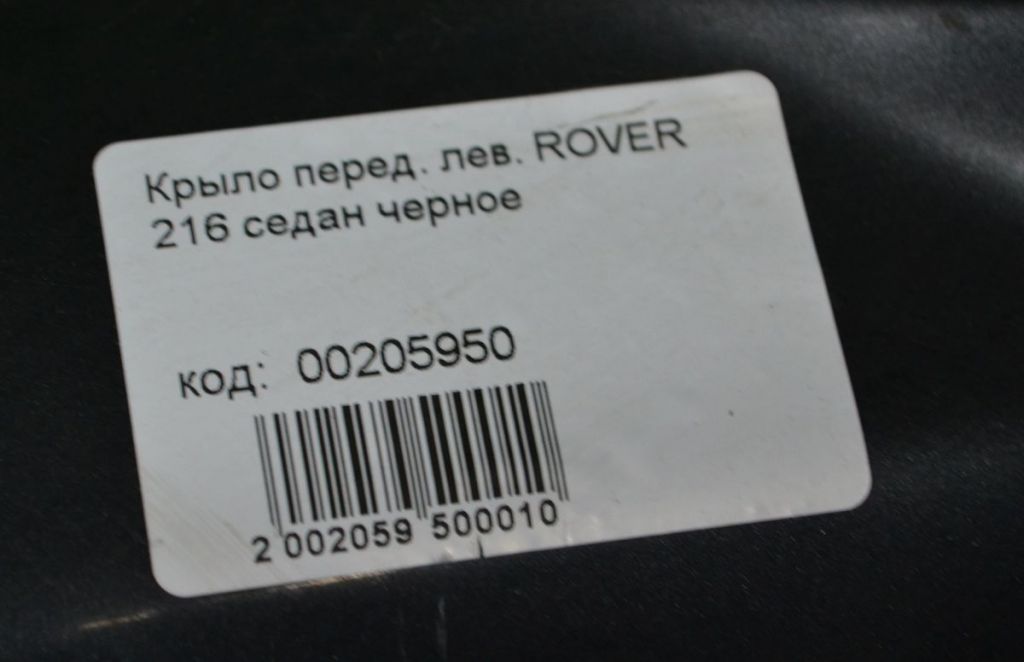 Крыло перед. лев. ROVER
216 седан черное
код: 00205950
2 002059 500010